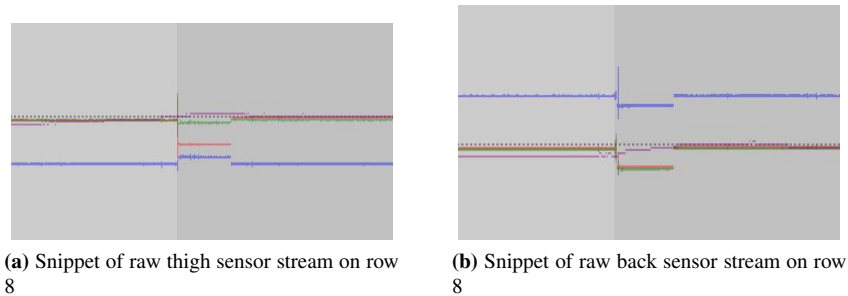 (a) Snippet of raw thigh sensor stream on row
8
(b) Snippet of raw back sensor stream on row
8